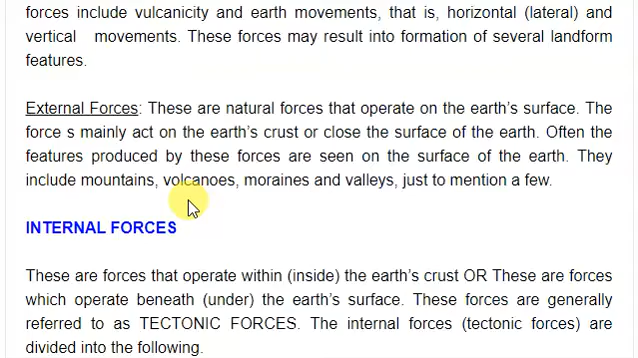 forces include vulcanicity and earth movements, that is, horizontal (lateral) and
vertical movements. These forces may result into formation of several landform
features.
External Forces: These are natural forces that operate on the earth's surface. The
force s mainly act on the earth's crust or close the surface of the earth. Often the
features produced by these forces are seen on the surface of the earth. They
include mountains, volcanoes, moraines and valleys, just to mention a few.
INTERNAL FORCES
These are forces that operate within (inside) the earth's crust OR These are forces
which operate beneath (under) the earth's surface. These forces are generally
referred to as TECTONIC FORCES. The internal forces (tectonic forces) are
divided into the following.